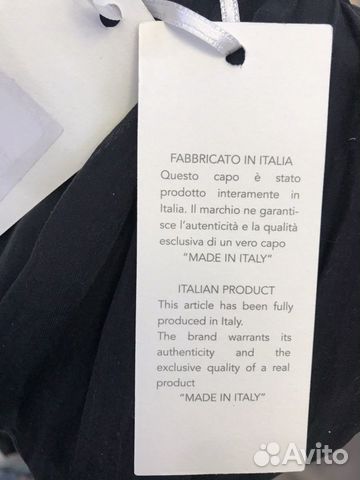 FABBRICATO IN ITALIA
Questo capo è stato
prodotto interamente in
Italia. Il marchio ne garanti-
sce l'autenticità e la qualità
esclusiva di un vero capo
"MADE IN ITALY"
ITALIAN PRODUCT
This article has been fully
produced in Italy.
The brand warrants its
authenticity and the
exclusive quality of a real
product
"MADE IN ITALY"
Avito